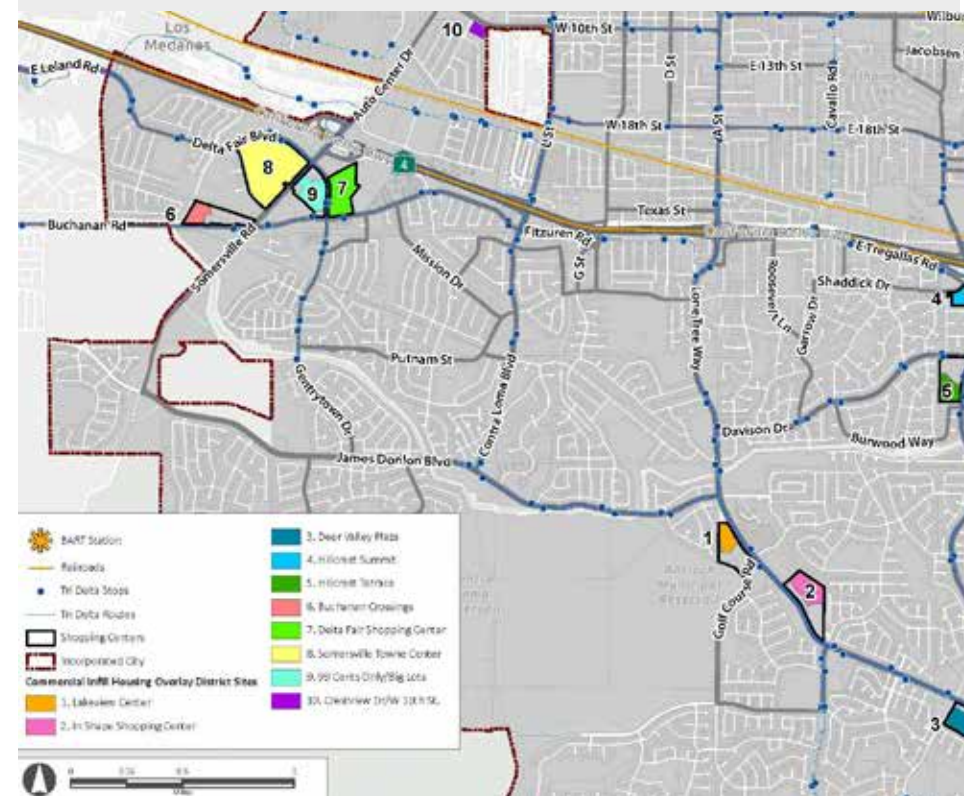 10
W 10th St
Wilbu
Los
Medanos
Auto Center Dr
D St
E 13th St
Jacobsen
Cavallo Rd
E Leland Rd
L St
W 18th St
A St
E 18th St
Delta Fair Blvd
8
4
9
7
6
Texas St
Buchanan Rd
Somersville Rd
Fitzuren Rd
E Tregallas Rd
Mission Dr
G St
Roosevelt Ln
Shaddick Dr
4
Garrow Dr
Lone Tree Way
Putnam St
Gentrytown Dr
Contra Loma Blvd
5
Davison Dr
Burwood Way
James Donlon Blvd
1
2
Golf Course Rd
3
BART Station
Railroads
Tri Delta Stops
Tri Delta Routes
Shopping Centers
Incorporated City
Commercial Infill Housing Overlay District Sites
1. Lakeview Center
2. In Shape Shopping Center
3. Deer Valley Plaza
4. Hillcrest Summit
5. Hillcrest Terrace
6. Buchanan Crossings
7. Delta Fair Shopping Center
8. Somersville Towne Center
9. 99 Cents Only/Big Lots
10. Crestview Dr/W 10th St.
Miles